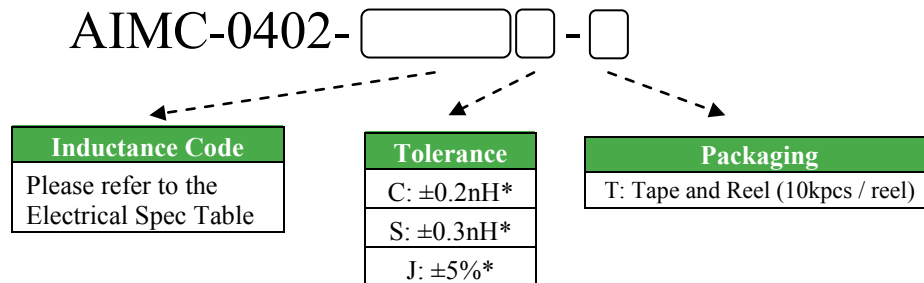 AIMC-0402- -
Inductance Code
Please refer to the
Electrical Spec Table
Tolerance
C: ±0.2nH*
S: ±0.3nH*
J: ±5%*
Packaging
T: Tape and Reel (10kpcs / reel)